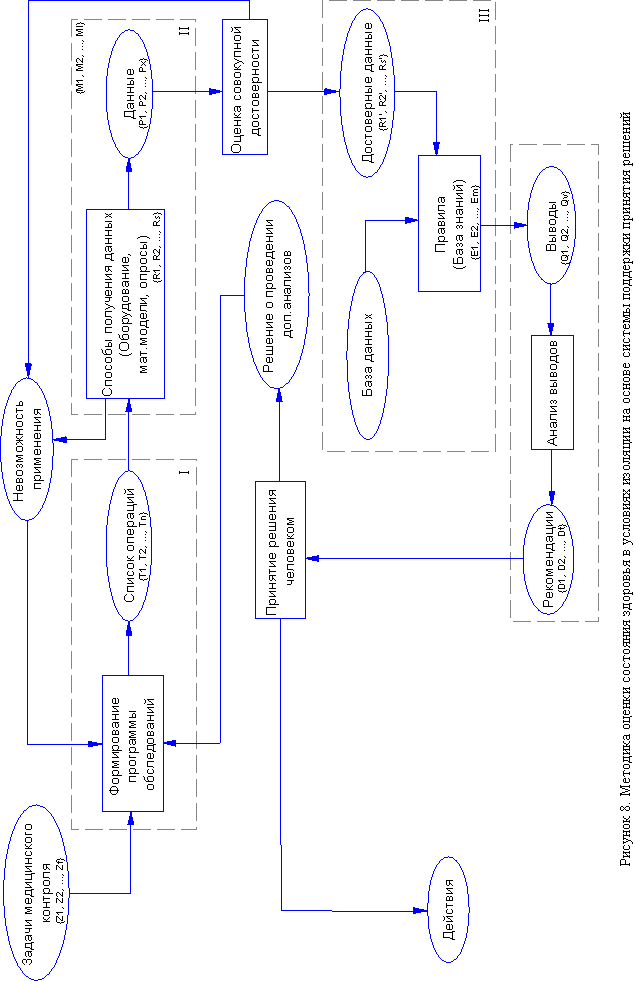 Задачи медицинского
контроля
{Z1, Z2, ..., Zf}
Формирование
программы
обследований
Список операций
{T1, T2, ..., Tn}
I
Невозможность
применения
Способы получения данных
(Оборудование,
мат.модели, опросы)
{R1, R2, ..., Rs}
Данные
{P1, P2, ..., Px}
II
{M1, M2, ..., Ml}
Оценка совокупной
достоверности
Решение о проведении
доп.анализов
Принятие решения
человеком
Действия
Достоверные данные
{R1', R2', ..., Rs'}
База данных
Правила
(База знаний)
{E1, E2, ..., Em}
III
Выводы
{Q1, Q2, ..., Qv}
Анализ выводов
Рекомендации
{D1, D2, ..., Df}
Рисунок 8. Методика оценки состояния здоровья в условиях изоляции на основе системы поддержки принятия решений